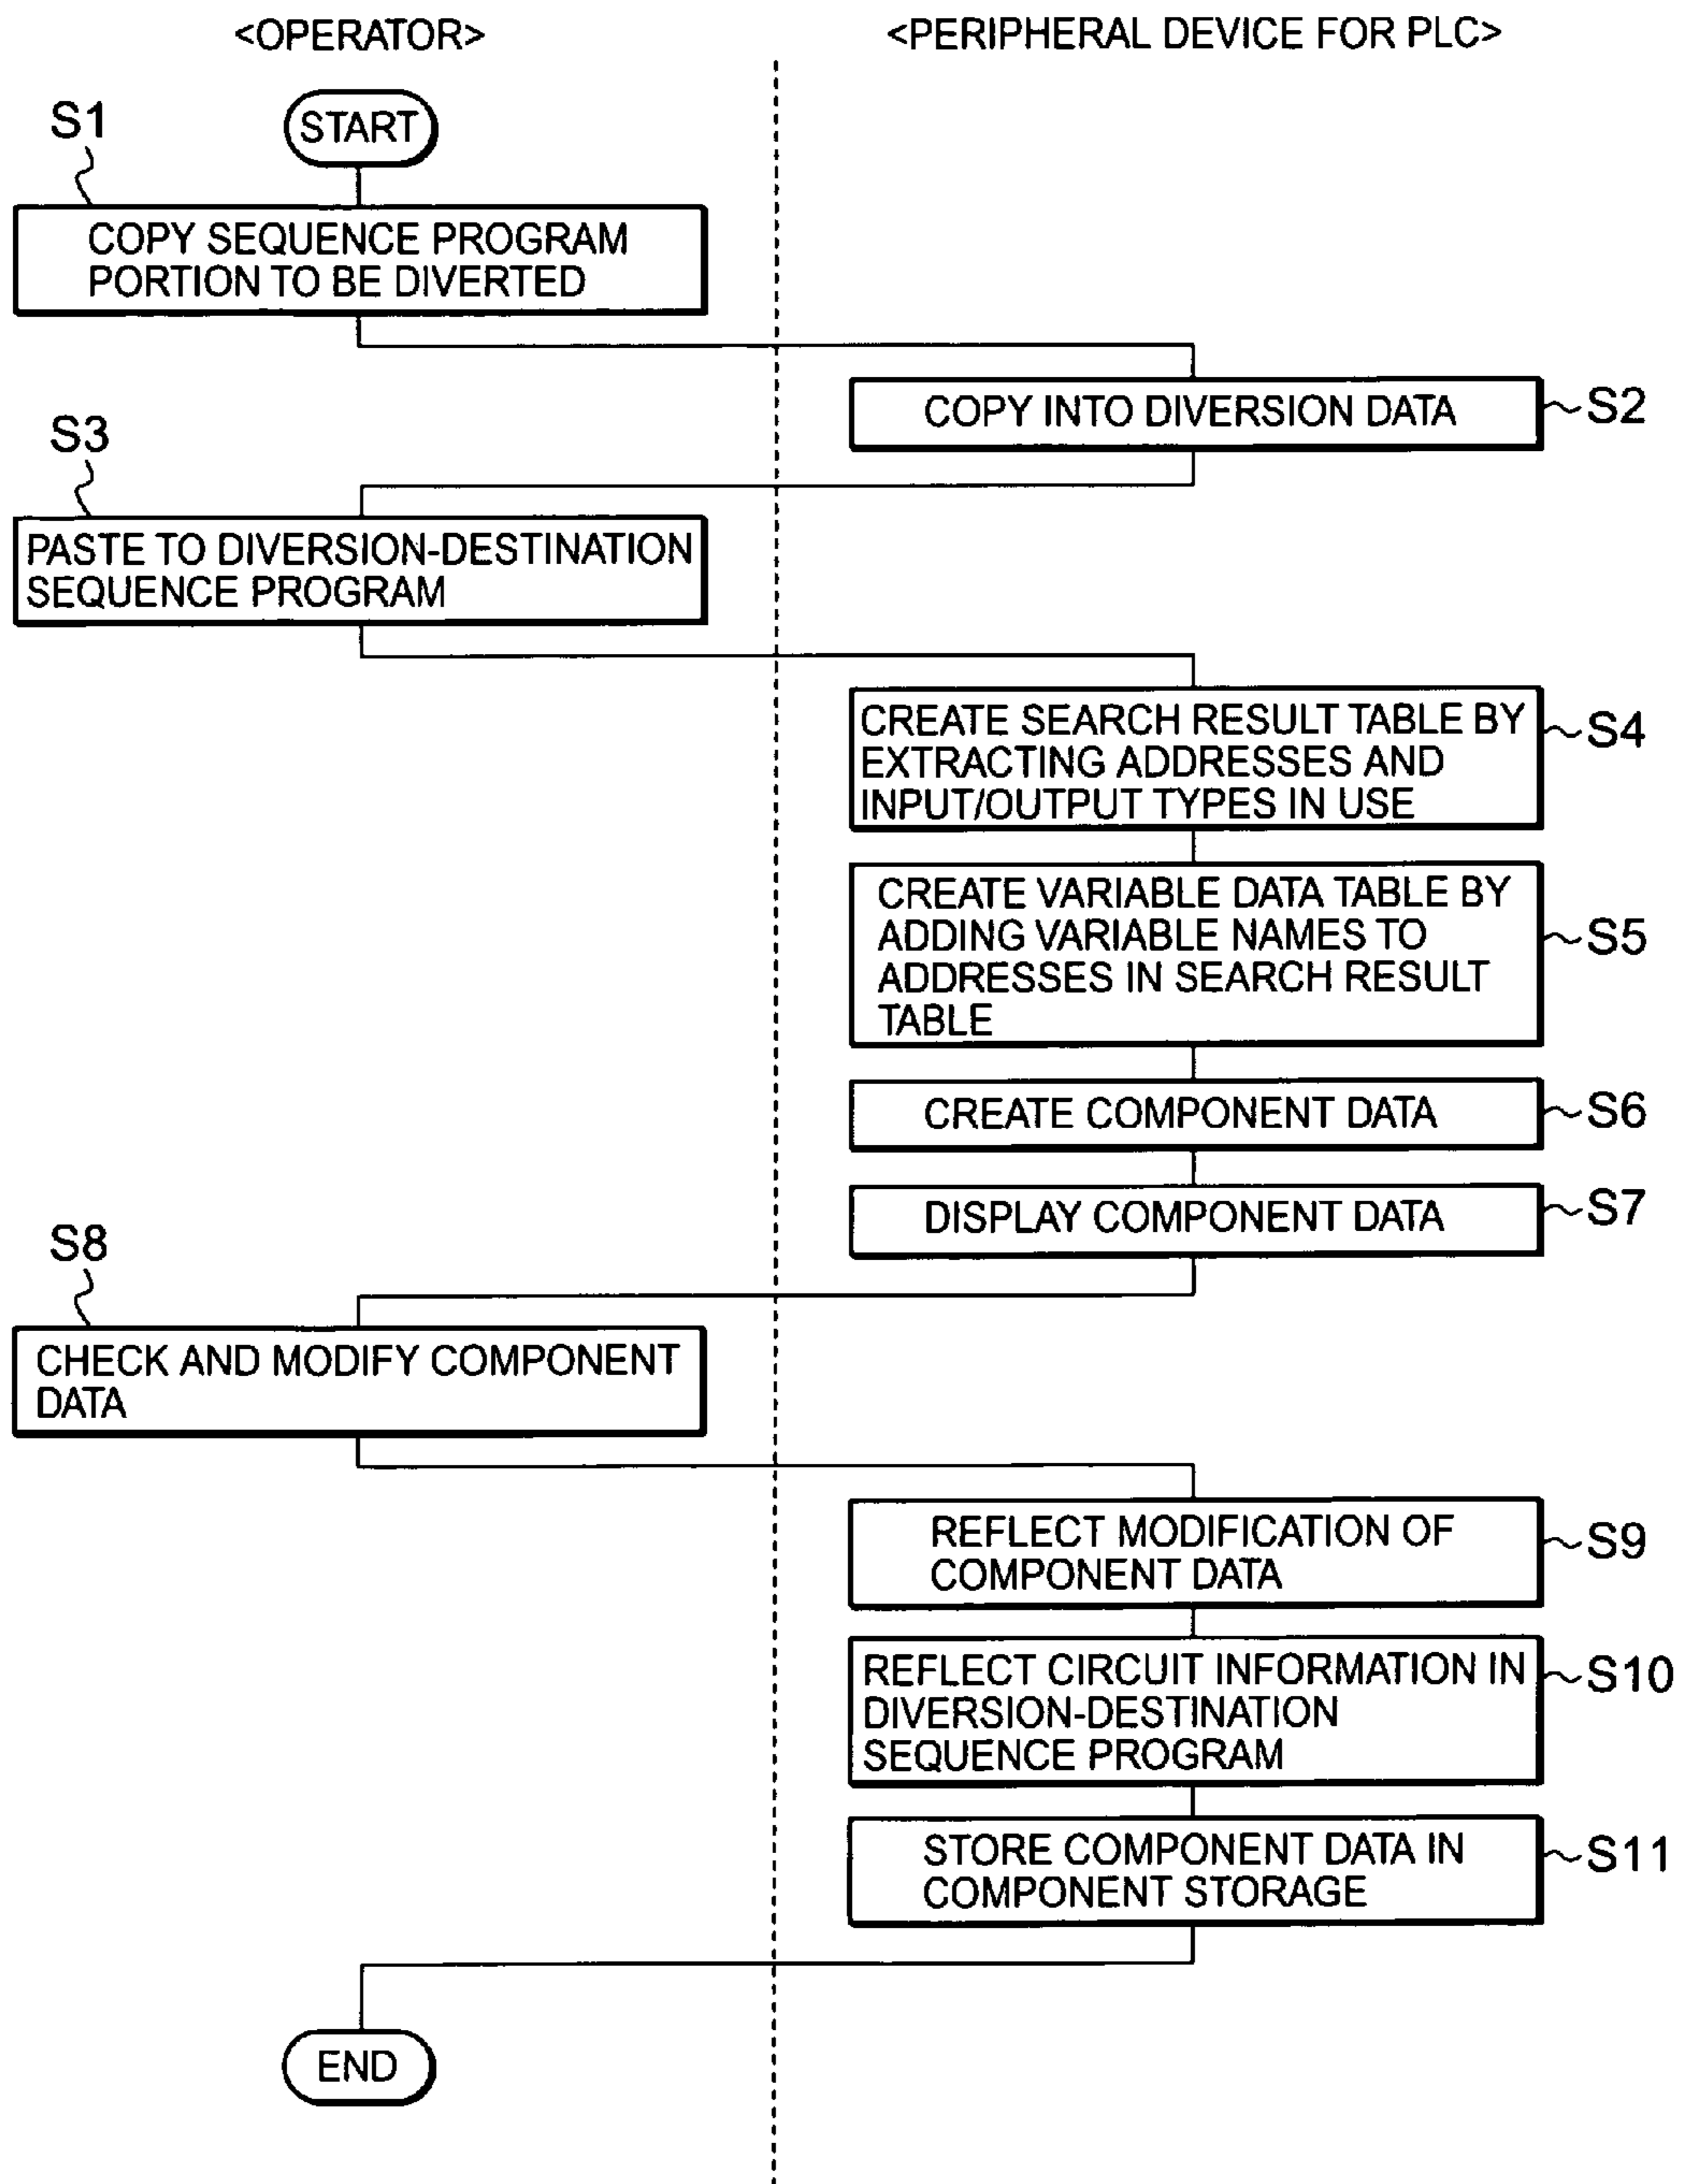 <OPERATOR>
<PERIPHERAL DEVICE FOR PLC>
START
S1
COPY SEQUENCE PROGRAM
PORTION TO BE DIVERTED
COPY INTO DIVERSION DATA
S2
S3
PASTE TO DIVERSION-DESTINATION
SEQUENCE PROGRAM
CREATE SEARCH RESULT TABLE BY
EXTRACTING ADDRESSES AND
INPUT/OUTPUT TYPES IN USE
S4
CREATE VARIABLE DATA TABLE BY
ADDING VARIABLE NAMES TO
ADDRESSES IN SEARCH RESULT
TABLE
S5
CREATE COMPONENT DATA
S6
DISPLAY COMPONENT DATA
S7
S8
CHECK AND MODIFY COMPONENT
DATA
REFLECT MODIFICATION OF
COMPONENT DATA
S9
REFLECT CIRCUIT INFORMATION IN
DIVERSION-DESTINATION
SEQUENCE PROGRAM
S10
STORE COMPONENT DATA IN
COMPONENT STORAGE
S11
END